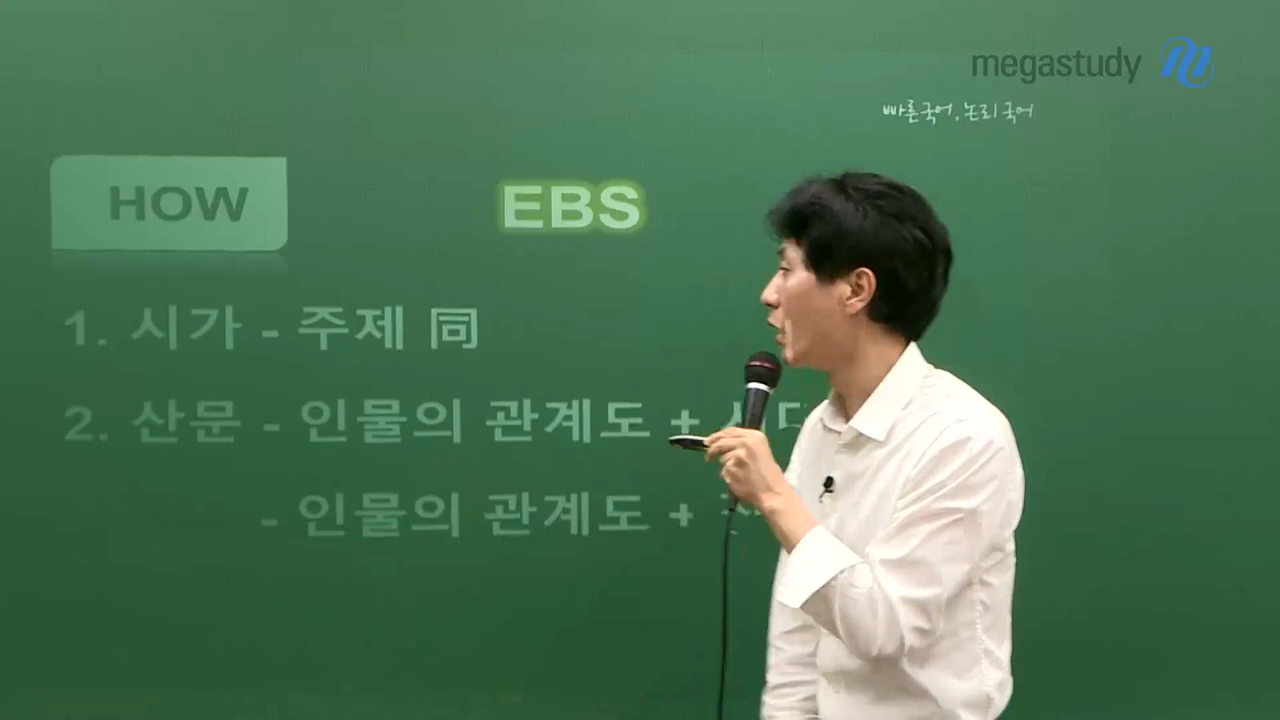 megastudy
빠른국어.논리국어
HOW
EBS
1. 시가 - 주제 同
2. 산문 - 인물의 관계도 +
- 인물의 관계도 +